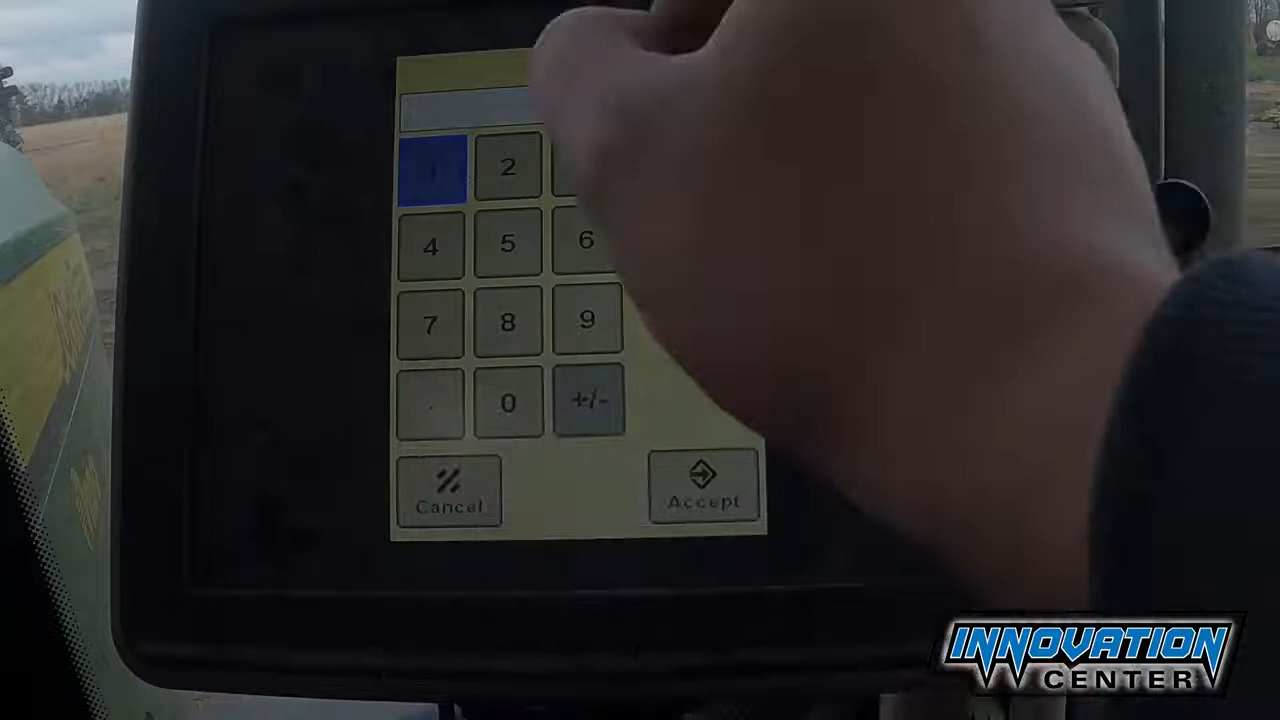 2
4 5 6
7 8 9
. 0 +/-
Cancel Accept
INNOVATION
CENTER